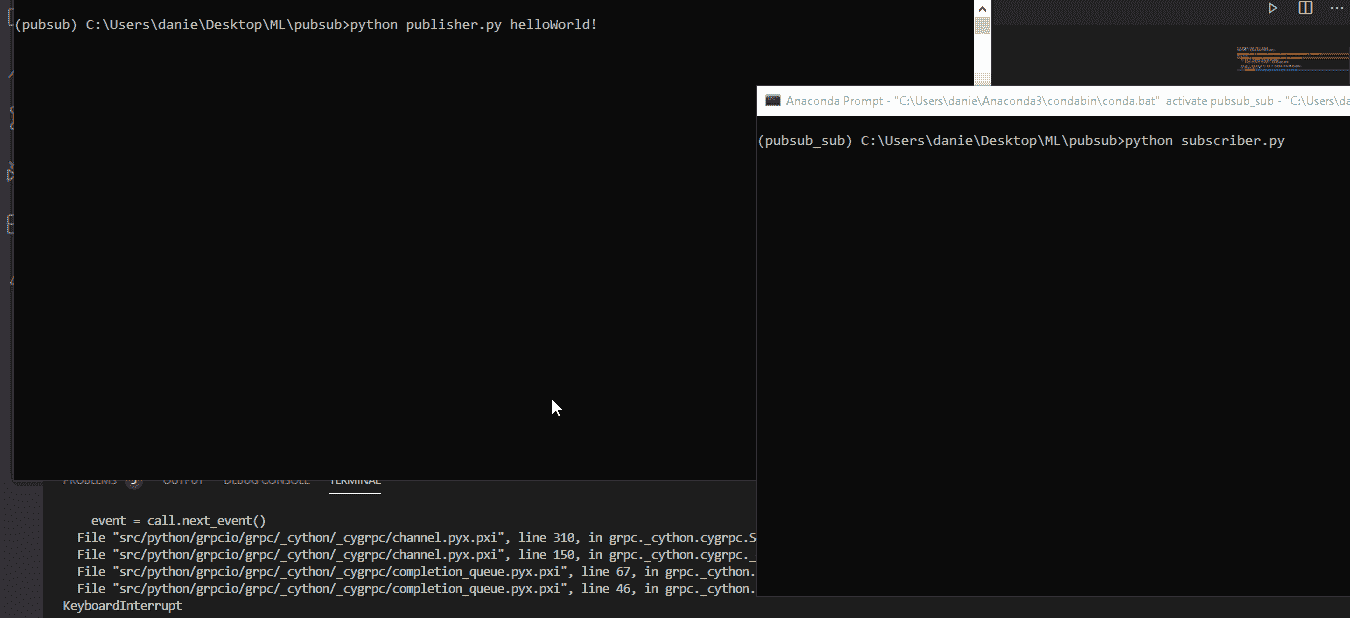 (pubsub) C:\Users\danie\Desktop\ML\pubsub>python publisher.py helloWorld!
Anaconda Prompt - "C:\Users\danie\Anaconda3\condabin\conda.bat" activate pubsub_sub - "C:\Users\da
(pubsub_sub) C:\Users\danie\Desktop\ML\pubsub>python subscriber.py
PROBLEMS 5 OUTPUT DEBUG CONSOLE TERMINAL
event = call.next_event()
File "src/python/grpcio/grpc/_cython/_cygrpc/channel.pyx.pxi", line 310, in grpc._cython.cygrpc.S
File "src/python/grpcio/grpc/_cython/_cygrpc/channel.pyx.pxi", line 150, in grpc._cython.cygrpc._
File "src/python/grpcio/grpc/_cython/_cygrpc/completion_queue.pyx.pxi", line 67, in grpc._cython.
File "src/python/grpcio/grpc/_cython/_cygrpc/completion_queue.pyx.pxi", line 46, in grpc._cython.
KeyboardInterrupt